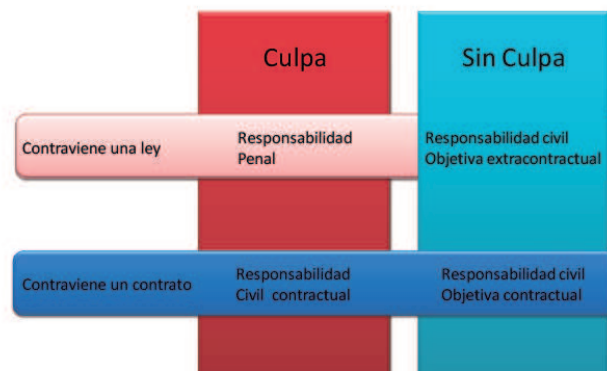 Culpa
Sin Culpa
Contraviene una ley
Responsabilidad
Penal
Responsabilidad civil
Objetiva extracontractual
Contraviene un contrato
Responsabilidad
Civil contractual
Responsabilidad civil
Objetiva contractual